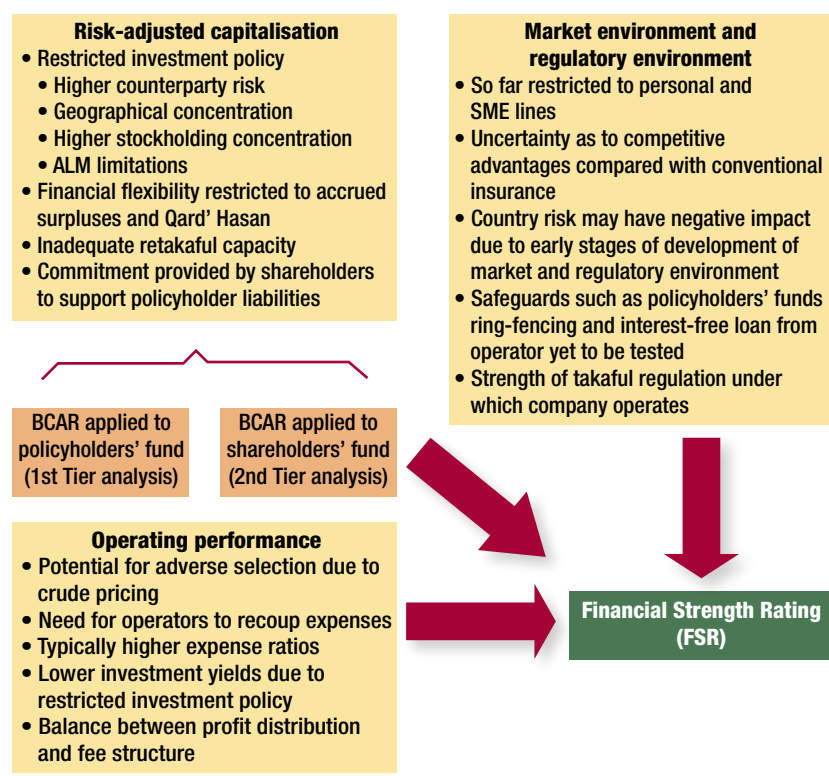 Risk-adjusted capitalisation
• Restricted investment policy
• Higher counterparty risk
• Geographical concentration
• Higher stockholding concentration
• ALM limitations
• Financial flexibility restricted to accrued
surpluses and Qard’ Hasan
• Inadequate retakaful capacity
• Commitment provided by shareholders
to support policyholder liabilities
Market environment and
regulatory environment
• So far restricted to personal and
SME lines
• Uncertainty as to competitive
advantages compared with conventional
insurance
• Country risk may have negative impact
due to early stages of development of
market and regulatory environment
• Safeguards such as policyholders’ funds
ring-fencing and interest-free loan from
operator yet to be tested
• Strength of takaful regulation under
which company operates
BCAR applied to
policyholders’ fund
(1st Tier analysis)
BCAR applied to
shareholders’ fund
(2nd Tier analysis)
Operating performance
• Potential for adverse selection due to
crude pricing
• Need for operators to recoup expenses
• Typically higher expense ratios
• Lower investment yields due to
restricted investment policy
• Balance between profit distribution
and fee structure
Financial Strength Rating
(FSR)